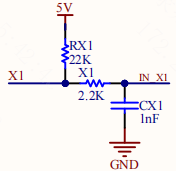 5V
RX1
22K
X1
X1
IN_X1
2.2K
CX1
1nF
GND